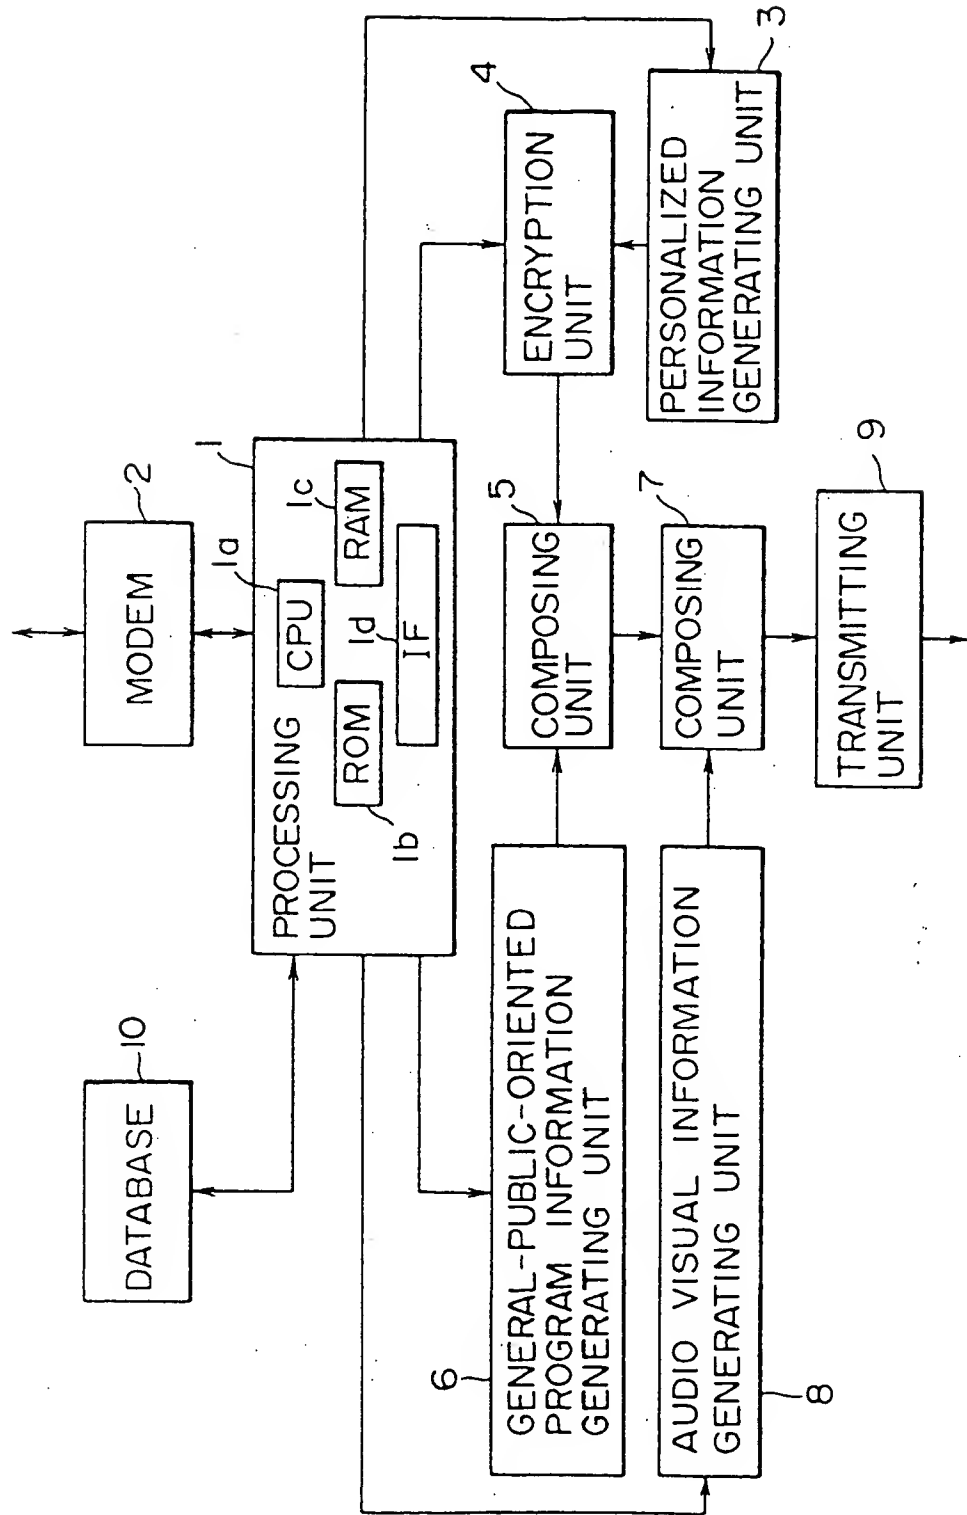 DATABASE
10
MODEM
2
PROCESSING
UNIT
1
CPU
1a
ROM
1b
RAM
1c
IF
1d
GENERAL-PUBLIC-ORIENTED
PROGRAM INFORMATION
GENERATING UNIT
6
COMPOSING
UNIT
5
ENCRYPTION
UNIT
4
AUDIO VISUAL INFORMATION
GENERATING UNIT
8
COMPOSING
UNIT
7
PERSONALIZED
INFORMATION
GENERATING UNIT
3
TRANSMITTING
UNIT
9